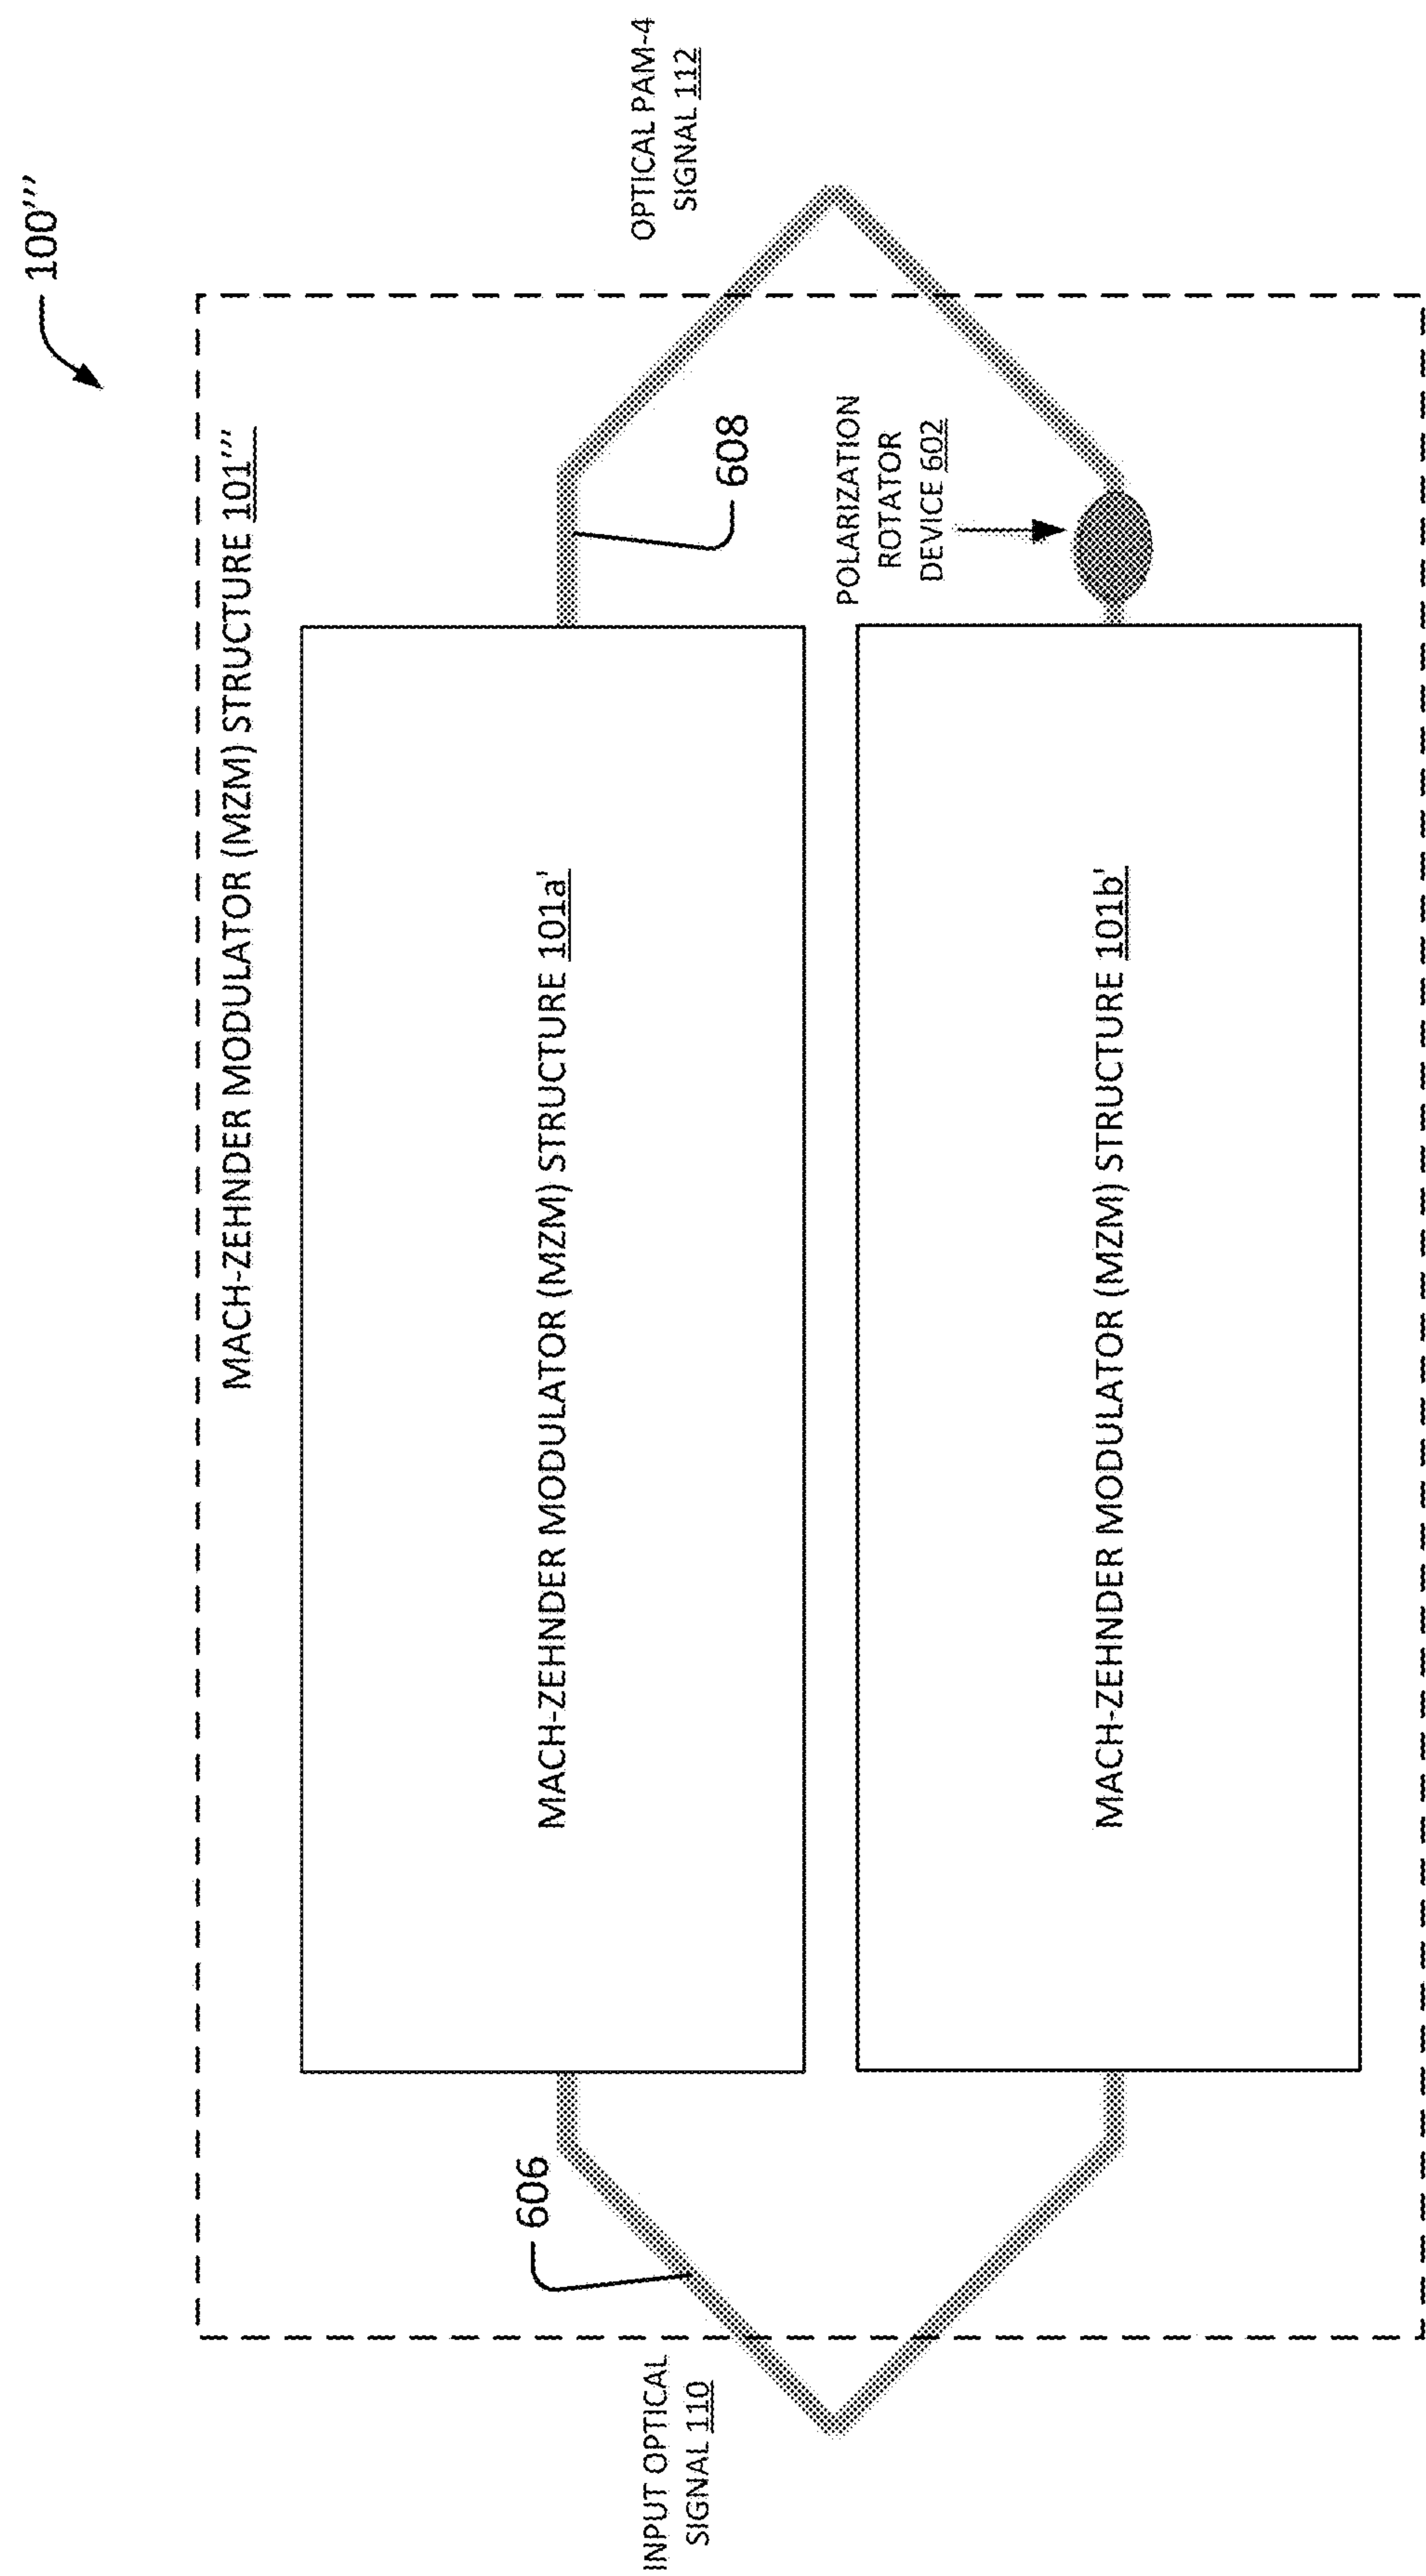 100'''
MACH-ZEHNDER MODULATOR (MZM) STRUCTURE 101''
INPUT OPTICAL
SIGNAL 110
606
MACH-ZEHNDER MODULATOR (MZM) STRUCTURE 101a'
608
OPTICAL PAM-4
SIGNAL 112
MACH-ZEHNDER MODULATOR (MZM) STRUCTURE 101b'
POLARIZATION
ROTATOR
DEVICE 602